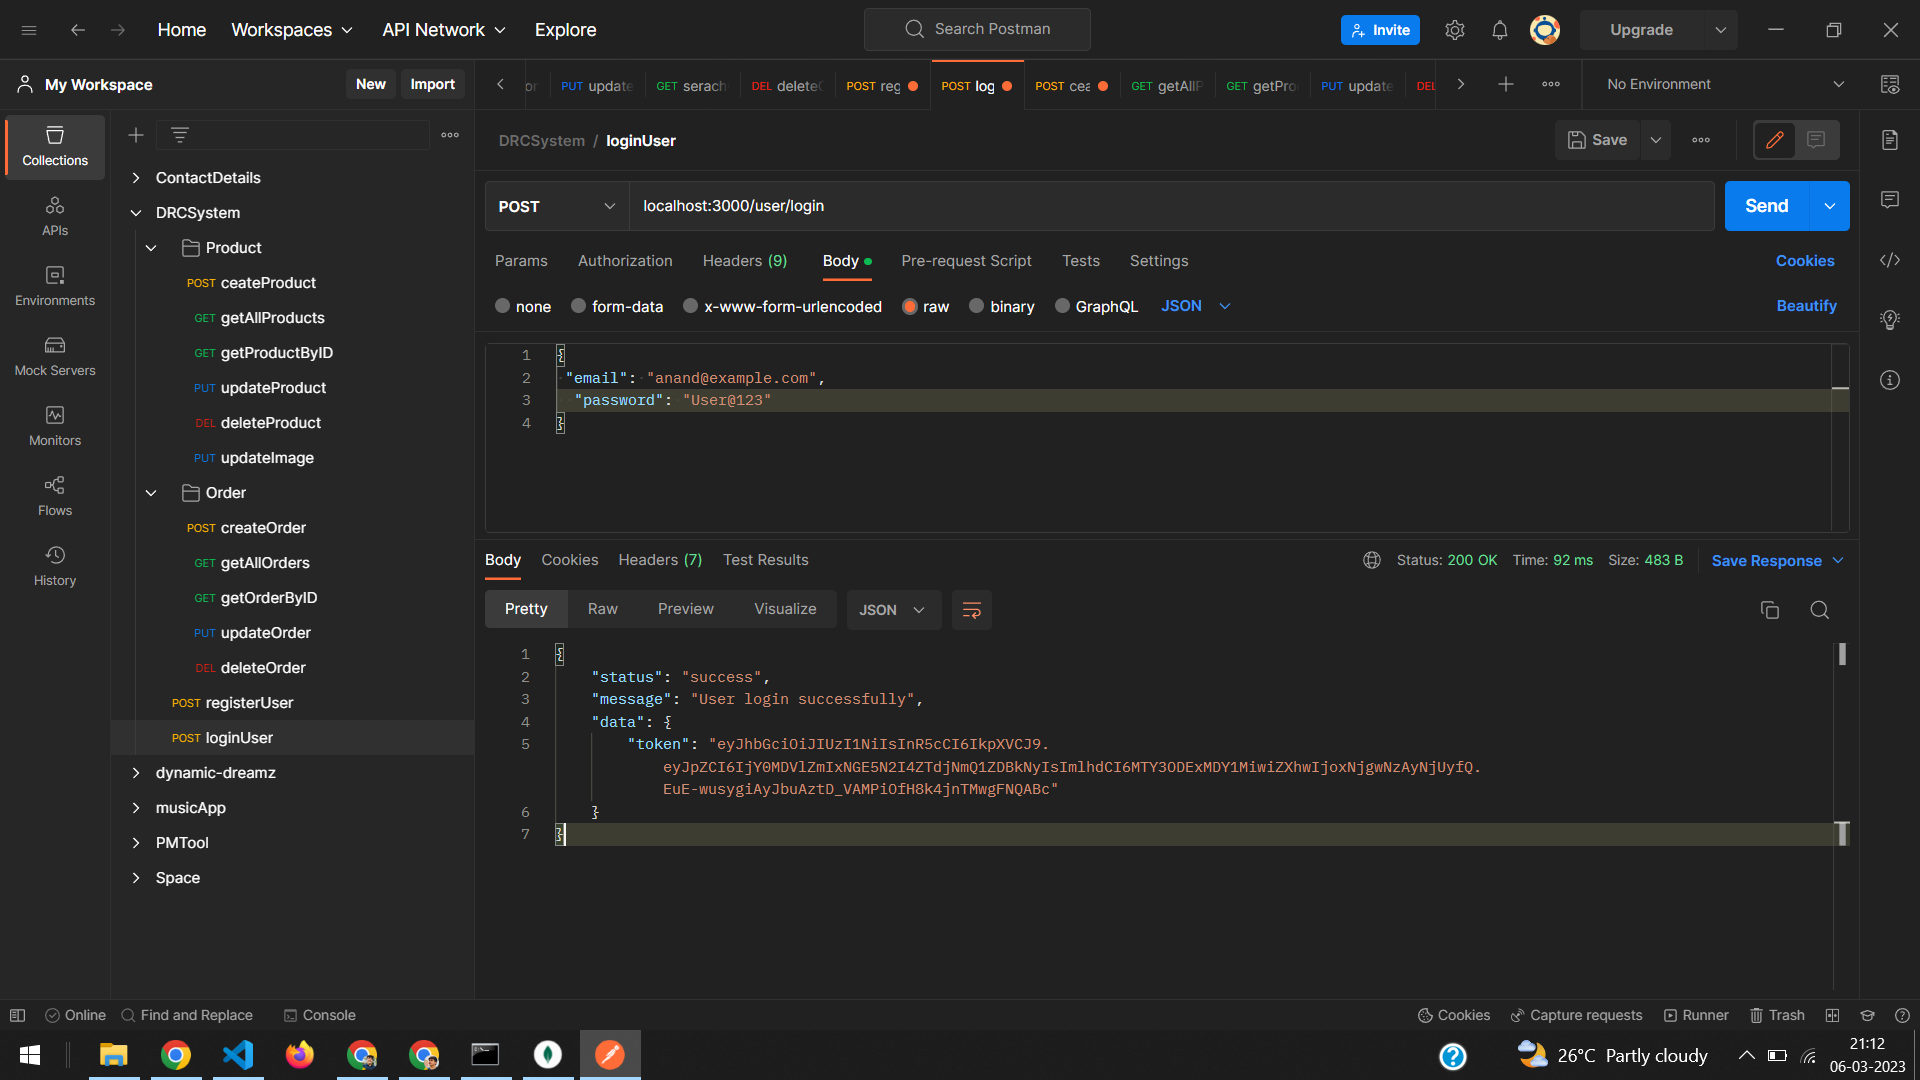 Home
Workspaces
API Network
Explore
Search Postman
Invite
Upgrade
My Workspace
New
Import
PUT update
GET serach
DEL delete
POST reg
POST log
POST cea
GET getAllP
GET getPro
PUT update
DEL
No Environment
Collections
APIs
Environments
Mock Servers
Monitors
Flows
History
ContactDetails
DRCSystem
Product
POST ceateProduct
GET getAllProducts
GET getProductByID
PUT updateProduct
DEL deleteProduct
PUT updateImage
Order
POST createOrder
GET getAllOrders
GET getOrderByID
PUT updateOrder
DEL deleteOrder
POST registerUser
POST loginUser
dynamic-dreamz
musicApp
PMTool
Space
DRCSystem / loginUser
Save
POST
localhost:3000/user/login
Send
Params
Authorization
Headers (9)
Body
Pre-request Script
Tests
Settings
Cookies
none
form-data
x-www-form-urlencoded
raw
binary
GraphQL
JSON
Beautify
1 {
2 "email": "anand@example.com",
3 "password": "User@123"
4 }
Body
Cookies
Headers (7)
Test Results
Status: 200 OK
Time: 92 ms
Size: 483 B
Save Response
Pretty
Raw
Preview
Visualize
JSON
1 {
2 "status": "success",
3 "message": "User login successfully",
4 "data": {
5 "token": "eyJhbGciOiJIUzI1NiIsInR5cCI6IkpXVCJ9.
eyJpZCI6IjY0MDVlZmIxNGE5N2I4ZTdjNmQ1ZDBkNyIsImlhdCI6MTY3ODExMDY1MiwiZXhwIjoxNjgwNzAyNjUyfQ.
EuE-wusygiAyJbuAztD_VAMPiOfH8k4jnTMwgFNQABc"
6 }
7 }
Online
Find and Replace
Console
Cookies
Capture requests
Runner
Trash
26°C Partly cloudy
21:12
06-03-2023